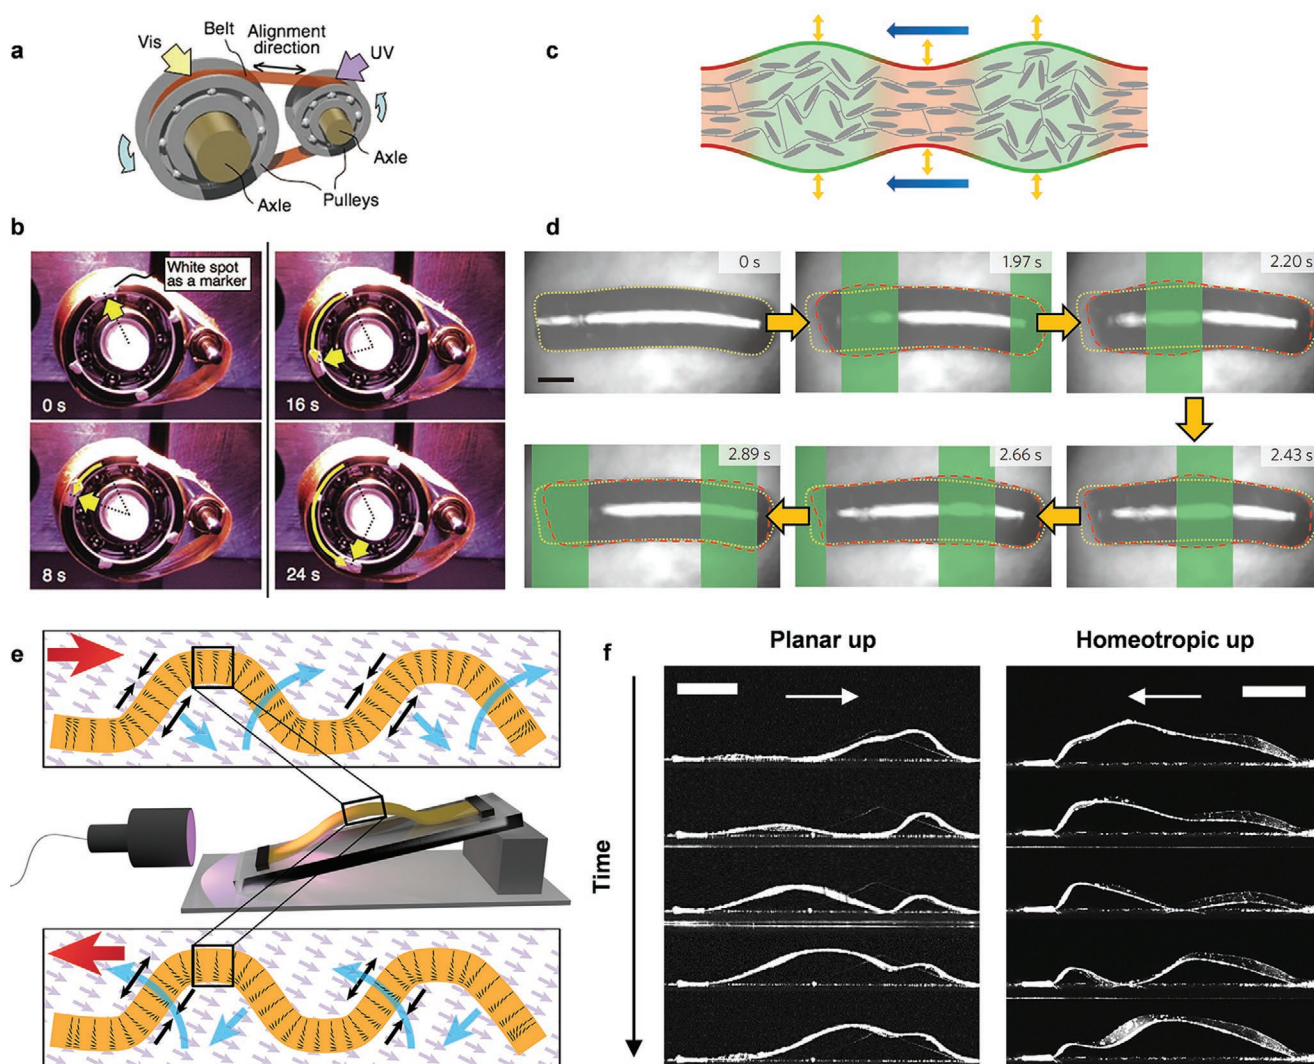 a
Vis
Belt
Alignment
direction
UV
Axle
Pulleys
Axle
b
White spot
as a marker
0 s
16 s
8 s
24 s
c
d
0 s
1.97 s
2.20 s
2.89 s
2.66 s
2.43 s
e
f
Planar up
Homeotropic up
Time